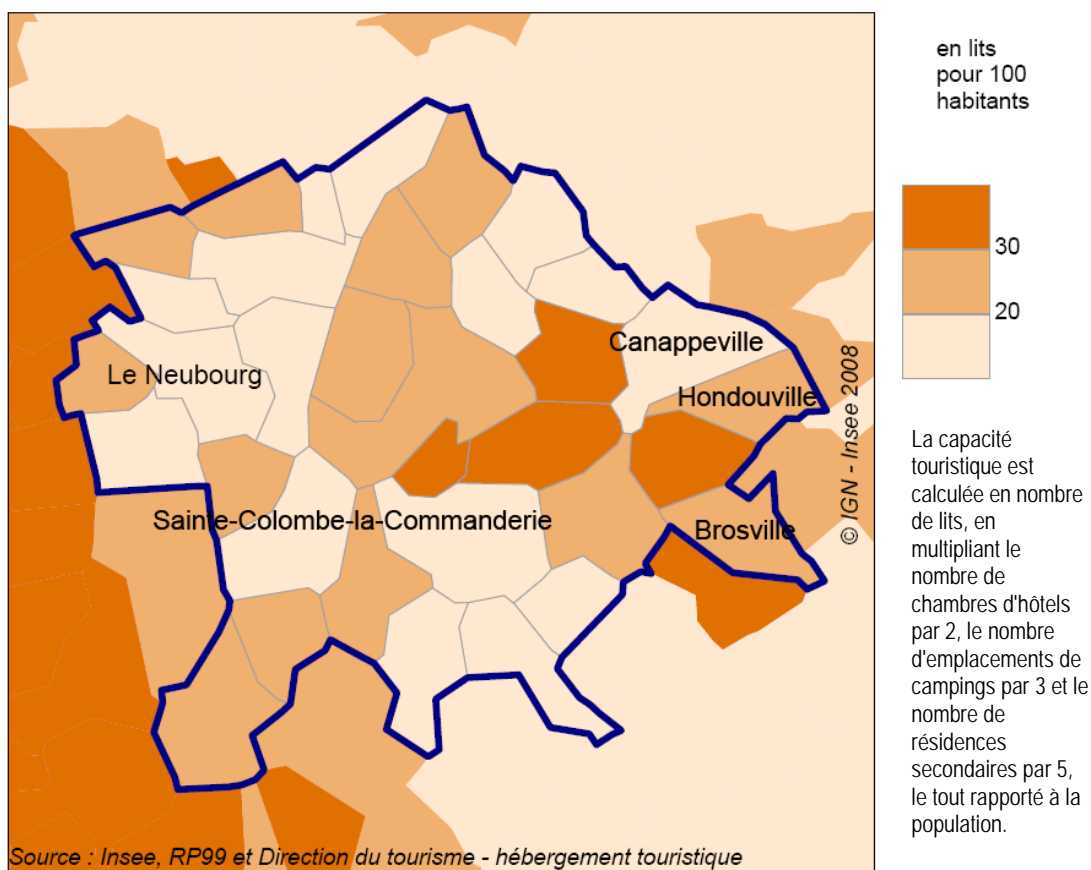 en lits
pour 100
habitants
30
20
Canappeville
Le Neubourg
Hondouville
Sainte-Colombe-la-Commanderie
Brosville
© IGN - Insee 2008
La capacité
touristique est
calculée en nombre
de lits, en
multipliant le
nombre de
chambres d'hôtels
par 2, le nombre
d'emplacements de
campings par 3 et le
nombre de
résidences
secondaires par 5,
le tout rapporté à la
population.
Source : Insee, RP99 et Direction du tourisme - hébergement touristique